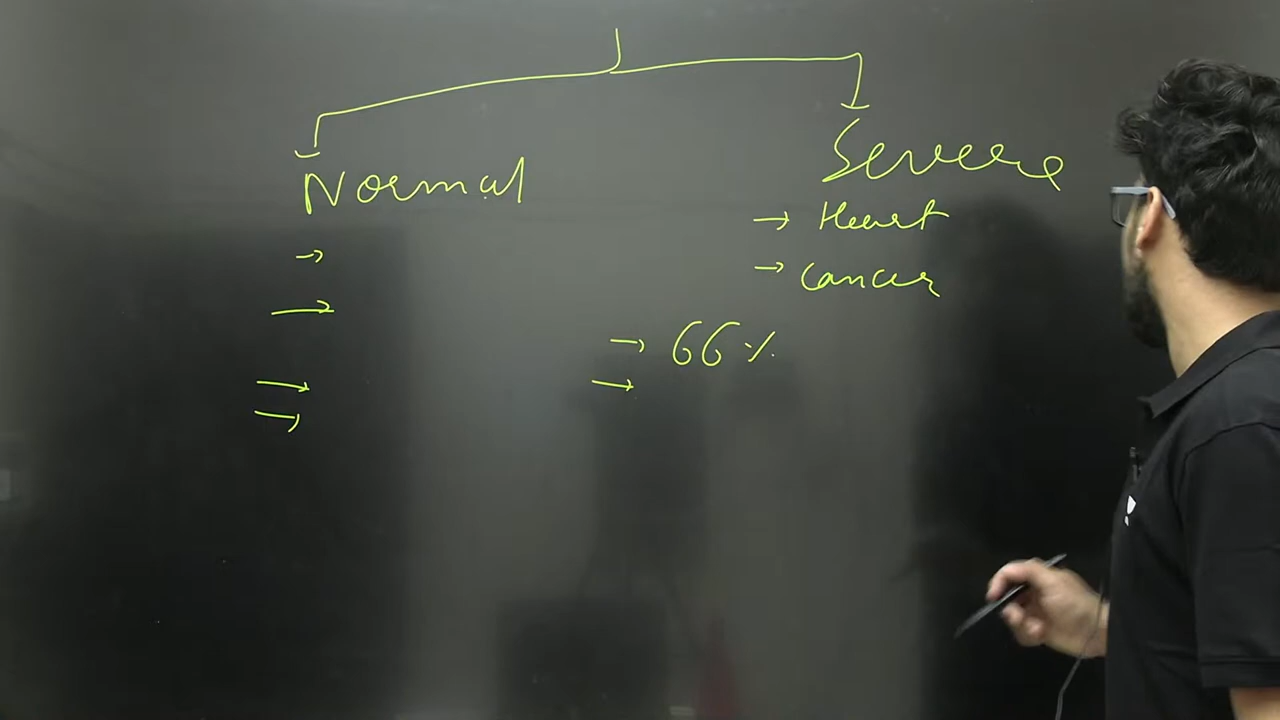 Normal
Severe
→ Heart
→ Cancer
→ 66%